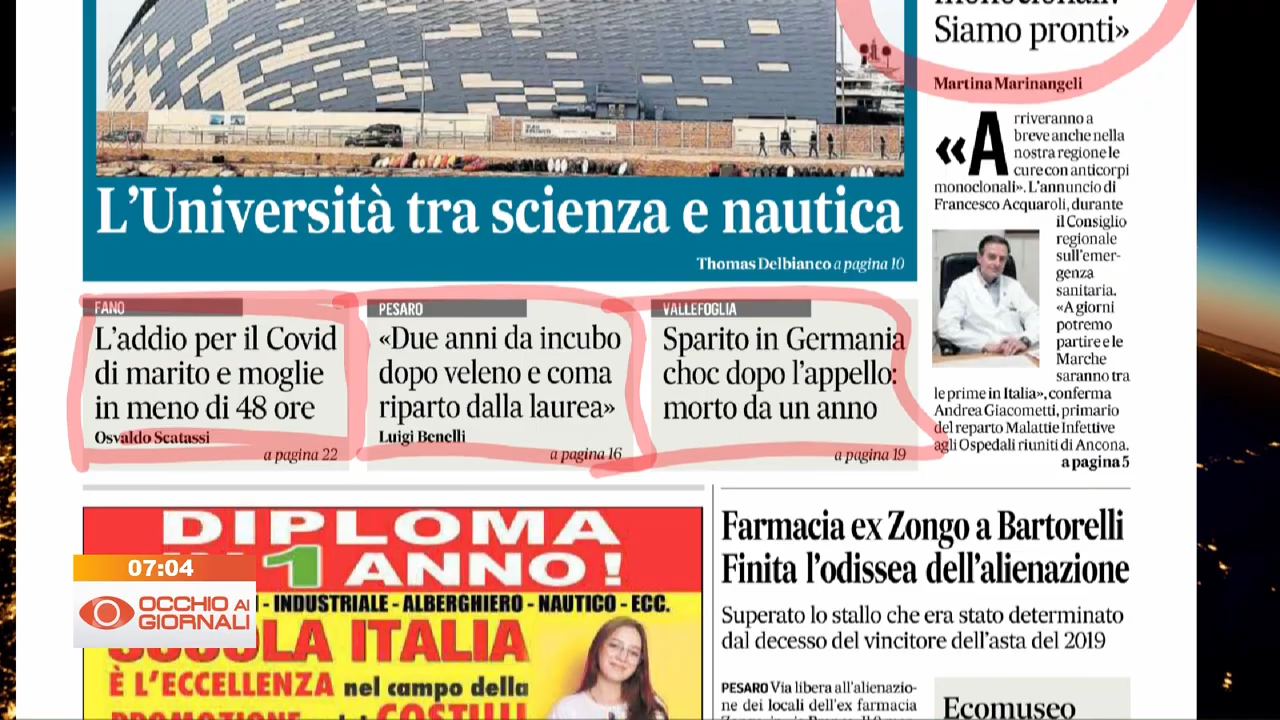 Siamo pronti»
Martina Marinangeli
«A
rriveranno a
breve anche nella
nostra regione le
cure con anticorpi
monoclonali». L'annuncio di
Francesco Acquaroli, durante
il Consiglio
regionale
sull'emer-
genza
sanitaria.
«A giorni
potremo
partire e le
Marche
saranno tra
le prime in Italia», conferma
Andrea Giacometti, primario
del reparto Malattie Infettive
agli Ospedali riuniti di Ancona.
a pagina 5
L'Università tra scienza e nautica
Thomas Delbianco a pagina 10
FANO
L'addio per il Covid
di marito e moglie
in meno di 48 ore
Osvaldo Scatassi
a pagina 22
PESARO
«Due anni da incubo
dopo veleno e coma
riparto dalla laurea»
Luigi Benelli
a pagina 16
VALLEFOGLIA
Sparito in Germania
choc dopo l'appello:
morto da un anno
a pagina 19
DIPLOMA
1 ANNO!
- INDUSTRIALE - ALBERGHIERO - NAUTICO - ECC.
SCUOLA ITALIA
È L'ECCELLENZA nel campo della
07:04
OCCHIO AI
GIORNALI
Farmacia ex Zongo a Bartorelli
Finita l'odissea dell'alienazione
Superato lo stallo che era stato determinato
dal decesso del vincitore dell'asta del 2019
PESARO Via libera all'alienazio-
ne dei locali dell'ex farmacia
Ecomuseo